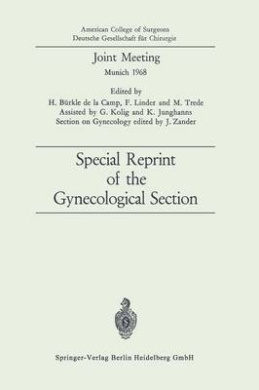 American College of Surgeons
Deutsche Gesellschaft für Chirurgie
Joint Meeting
Munich 1968
Edited by
H. Bürkle de la Camp, F. Linder and M. Trede
Assisted by G. Kolig and K. Junghanns
Section on Gynecology edited by J. Zander
Special Reprint
of the
Gynecological Section
Springer-Verlag Berlin Heidelberg GmbH